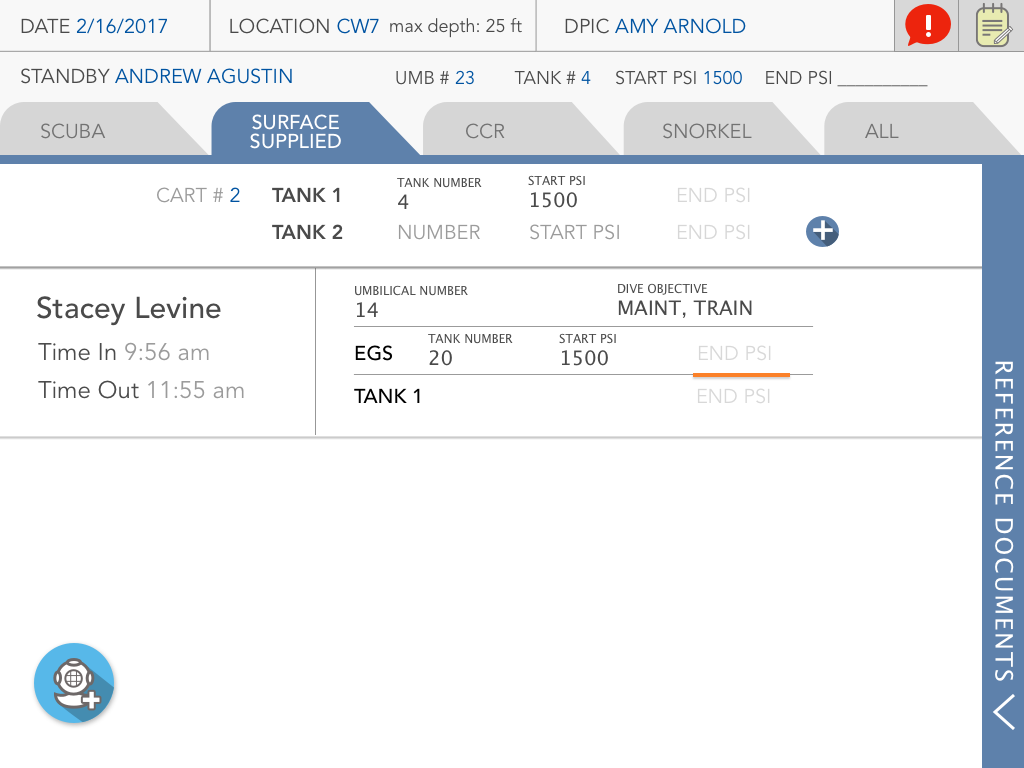 DATE 2/16/2017 LOCATION CW7 max depth: 25 ft DPIC AMY ARNOLD
STANDBY ANDREW AGUSTIN UMB # 23 TANK # 4 START PSI 1500 END PSI _________
SCUBA
SURFACE
SUPPLIED
CCR
SNORKEL
ALL
CART # 2
TANK 1
TANK NUMBER
4
START PSI
1500
END PSI
TANK 2 NUMBER START PSI END PSI
Stacey Levine
Time In 9:56 am
Time Out 11:55 am
UMBILICAL NUMBER
14
DIVE OBJECTIVE
MAINT, TRAIN
EGS
TANK NUMBER
20
START PSI
1500
END PSI
TANK 1 END PSI
REFERENCE DOCUMENTS